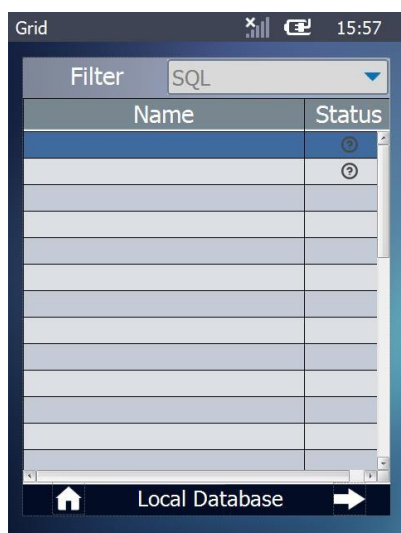 Grid 15:57
Filter SQL
Name Status
?
?
Local Database